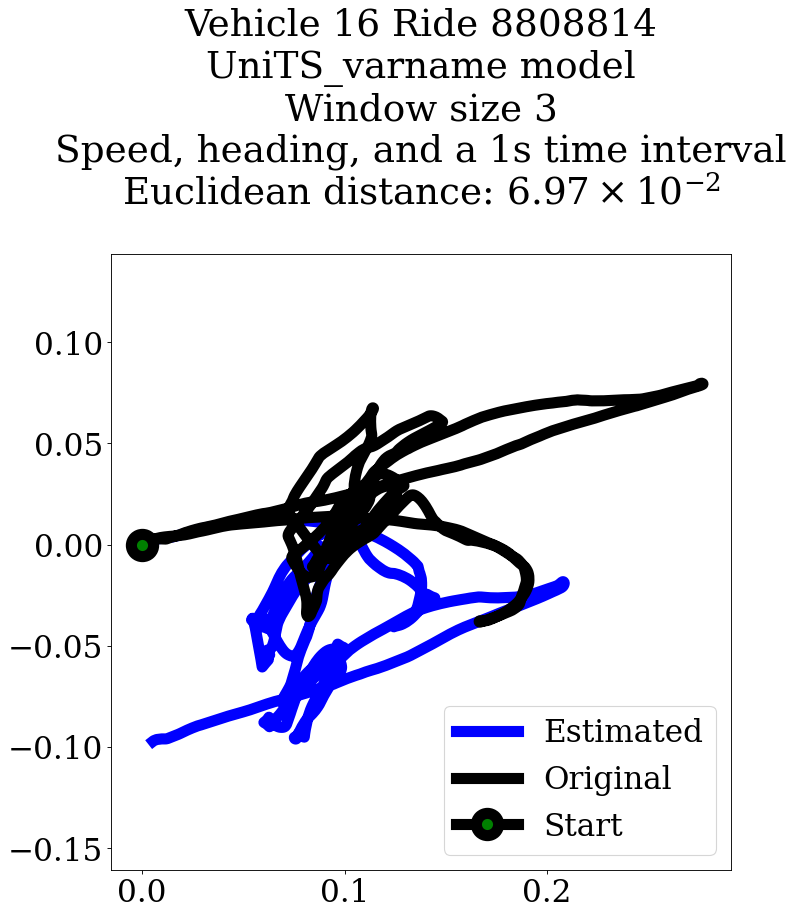 Vehicle 16 Ride 8808814
UniTS_varname model
Window size 3
Speed, heading, and a 1s time interval
Euclidean distance: 6.97 × 10⁻²
0.10
0.05
0.00
−0.05
−0.10
−0.15
0.0
0.1
0.2
Estimated
Original
Start